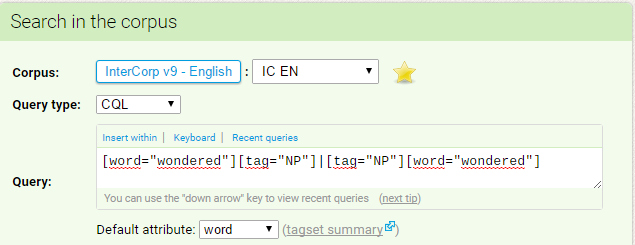 Search in the corpus
Corpus: InterCorp v9 - English : IC EN
Query type: CQL
Insert within | Keyboard | Recent queries
[word="wondered"][tag="NP"]|[tag="NP"][word="wondered"]
Query:
You can use the "down arrow" key to view recent queries (next tip)
Default attribute: word (tagset summary)